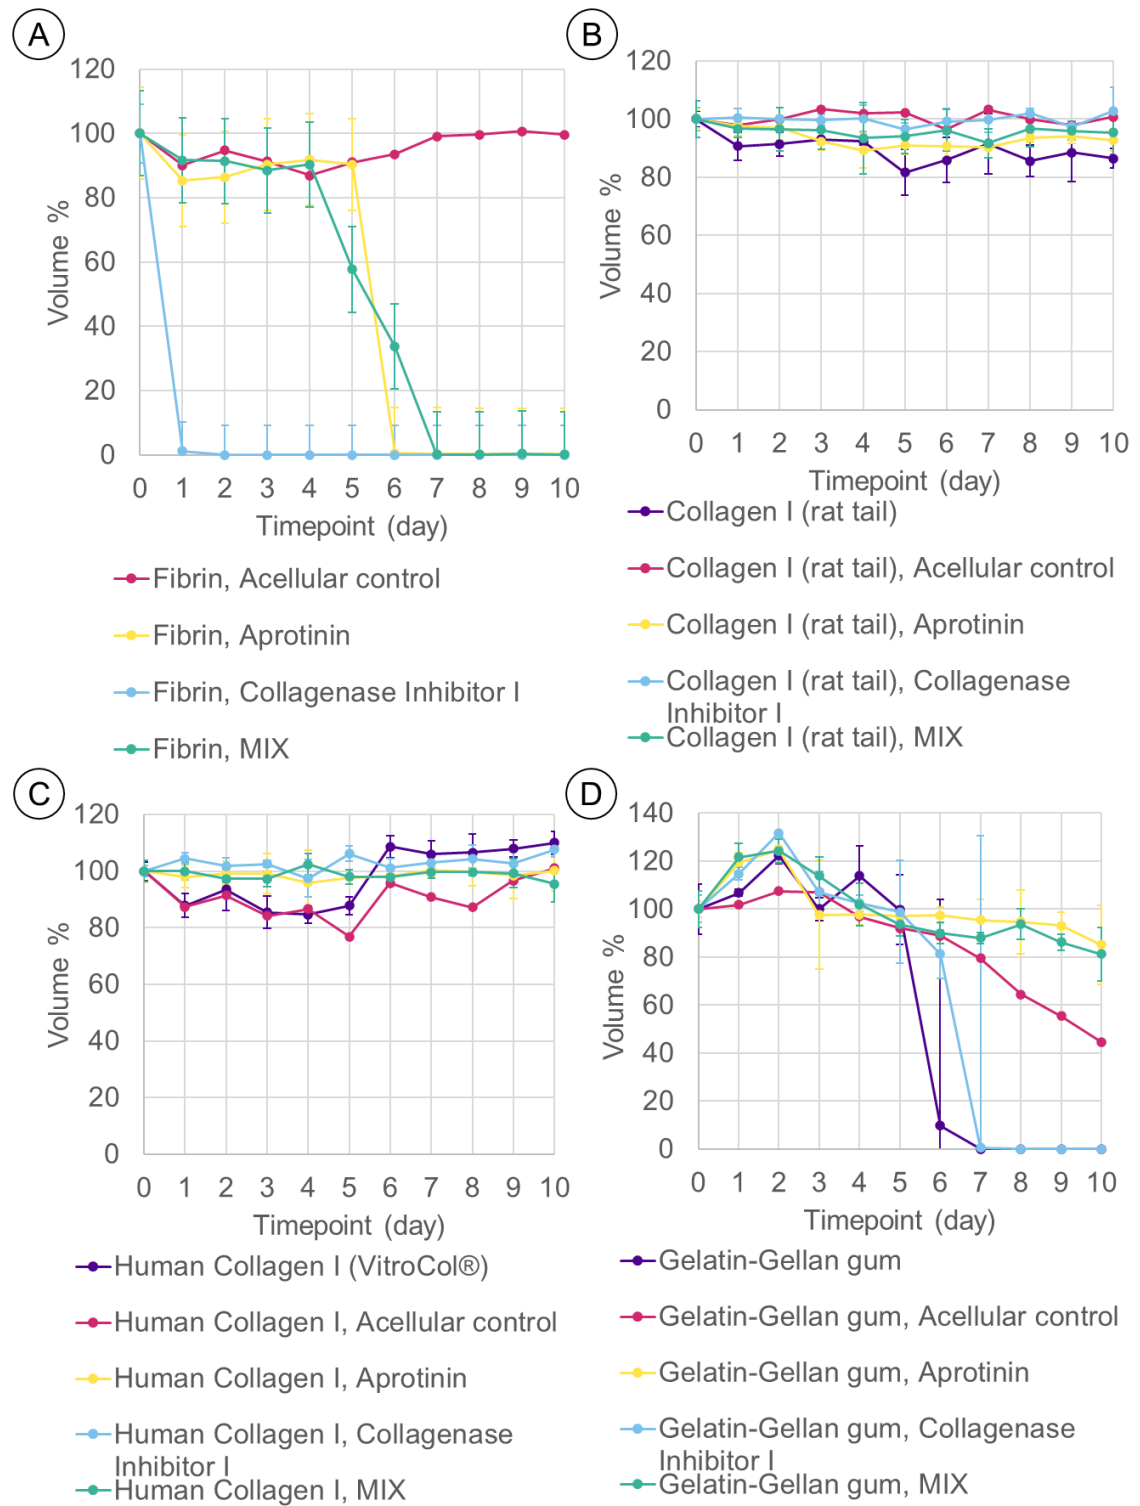 A
120
100
80
60
40
20
0
Volume %
0 1 2 3 4 5 6 7 8 9 10
Timepoint (day)
Fibrin, Acellular control
Fibrin, Aprotinin
Fibrin, Collagenase Inhibitor I
Fibrin, MIX
B
120
100
80
60
40
20
0
Volume %
0 1 2 3 4 5 6 7 8 9 10
Timepoint (day)
Collagen I (rat tail)
Collagen I (rat tail), Acellular control
Collagen I (rat tail), Aprotinin
Collagen I (rat tail), Collagenase
Inhibitor I
Collagen I (rat tail), MIX
C
120
100
80
60
40
20
0
Volume %
0 1 2 3 4 5 6 7 8 9 10
Timepoint (day)
Human Collagen I (VitroCol®)
Human Collagen I, Acellular control
Human Collagen I, Aprotinin
Human Collagen I, Collagenase
Inhibitor I
Human Collagen I, MIX
D
140
120
100
80
60
40
20
0
Volume %
0 1 2 3 4 5 6 7 8 9 10
Timepoint (day)
Gelatin-Gellan gum
Gelatin-Gellan gum, Acellular control
Gelatin-Gellan gum, Aprotinin
Gelatin-Gellan gum, Collagenase
Inhibitor I
Gelatin-Gellan gum, MIX